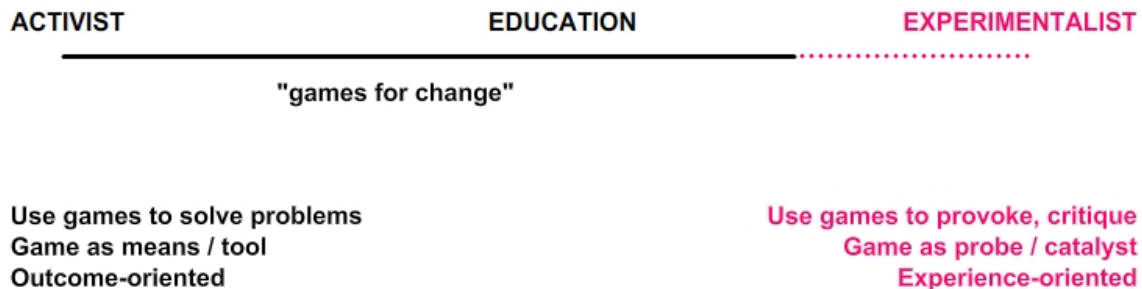 ACTIVIST EDUCATION EXPERIMENTALIST
"games for change"
Use games to solve problems
Game as means / tool
Outcome-oriented
Use games to provoke, critique
Game as probe / catalyst
Experience-oriented